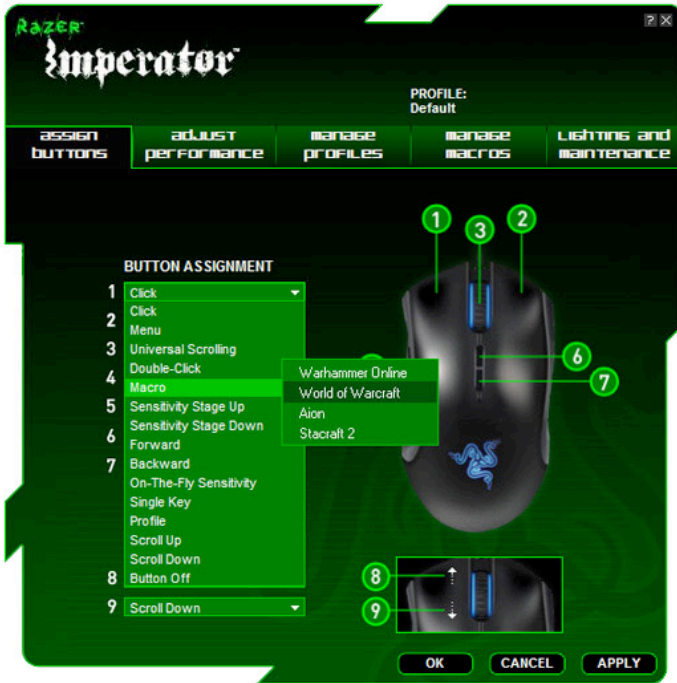 RAZER
Imperator™
? X
PROFILE:
Default
assign buttons
adjust performance
manage profiles
manage macros
Lighting and maintenance
1
2
3
BUTTON ASSIGNMENT
1 Click
Click
2
Menu
3 Universal Scrolling
Double-Click
4
Macro
5 Sensitivity Stage Up
Sensitivity Stage Down
6
Forward
7 Backward
On-The-Fly Sensitivity
Single Key
Profile
Scroll Up
Scroll Down
8 Button Off
9 Scroll Down
Warhammer Online
World of Warcraft
Aion
Stacraft 2
6
7
8
9
OK
CANCEL
APPLY